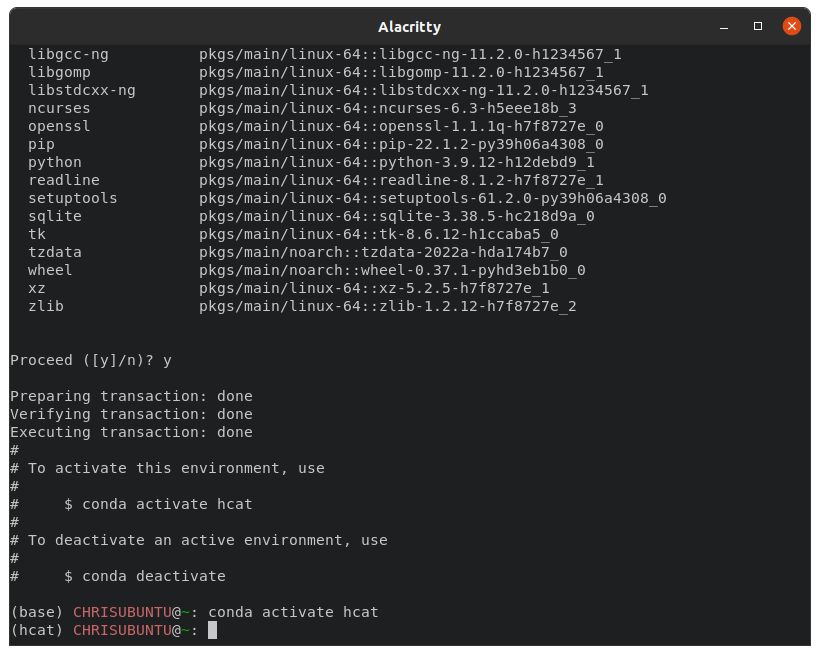 Alacritty
libgcc-ng          pkgs/main/linux-64::libgcc-ng-11.2.0-h1234567_1
libgomp            pkgs/main/linux-64::libgomp-11.2.0-h1234567_1
libstdcxx-ng       pkgs/main/linux-64::libstdcxx-ng-11.2.0-h1234567_1
ncurses            pkgs/main/linux-64::ncurses-6.3-h5eee18b_3
openssl            pkgs/main/linux-64::openssl-1.1.1q-h7f8727e_0
pip                pkgs/main/linux-64::pip-22.1.2-py39h06a4308_0
python             pkgs/main/linux-64::python-3.9.12-h12debd9_1
readline           pkgs/main/linux-64::readline-8.1.2-h7f8727e_1
setuptools         pkgs/main/linux-64::setuptools-61.2.0-py39h06a4308_0
sqlite             pkgs/main/linux-64::sqlite-3.38.5-hc218d9a_0
tk                 pkgs/main/linux-64::tk-8.6.12-h1ccaba5_0
tzdata             pkgs/main/noarch::tzdata-2022a-hda174b7_0
wheel              pkgs/main/noarch::wheel-0.37.1-pyhd3eb1b0_0
xz                 pkgs/main/linux-64::xz-5.2.5-h7f8727e_1
zlib               pkgs/main/linux-64::zlib-1.2.12-h7f8727e_2
Proceed ([y]/n)? y
Preparing transaction: done
Verifying transaction: done
Executing transaction: done
#
# To activate this environment, use
#
#     $ conda activate hcat
#
# To deactivate an active environment, use
#
#     $ conda deactivate
(base) CHRISUBUNTU@~: conda activate hcat
(hcat) CHRISUBUNTU@~: